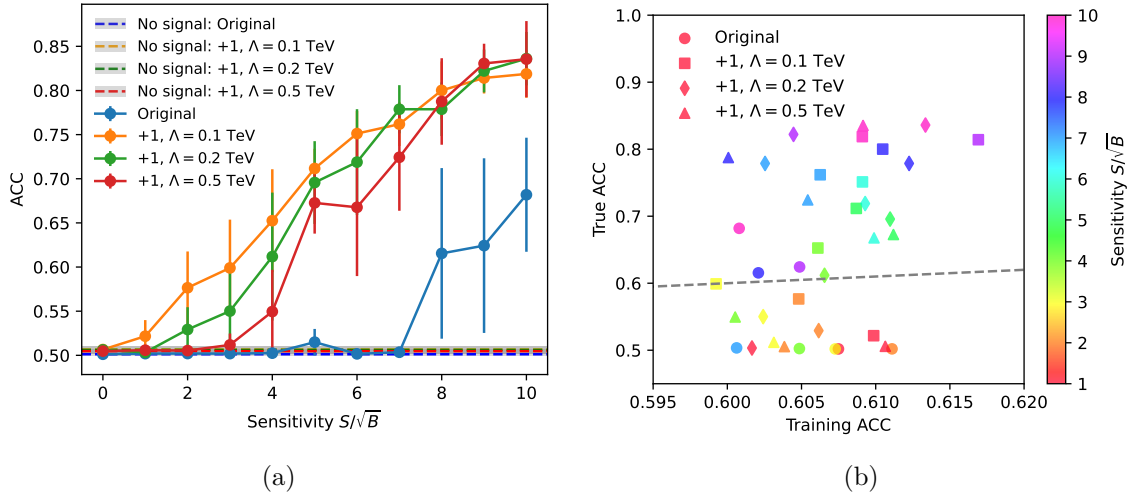 No signal: Original
No signal: +1, Λ = 0.1 TeV
No signal: +1, Λ = 0.2 TeV
No signal: +1, Λ = 0.5 TeV
Original
+1, Λ = 0.1 TeV
+1, Λ = 0.2 TeV
+1, Λ = 0.5 TeV
0.85
0.80
0.75
0.70
0.65
0.60
0.55
0.50
ACC
0 2 4 6 8 10
Sensitivity S/√B
(a)
Original
+1, Λ = 0.1 TeV
+1, Λ = 0.2 TeV
+1, Λ = 0.5 TeV
1.0
0.9
0.8
0.7
0.6
0.5
True ACC
0.595 0.600 0.605 0.610 0.615 0.620
Training ACC
10
9
8
7
6
5
4
3
2
1
Sensitivity S/√B
(b)